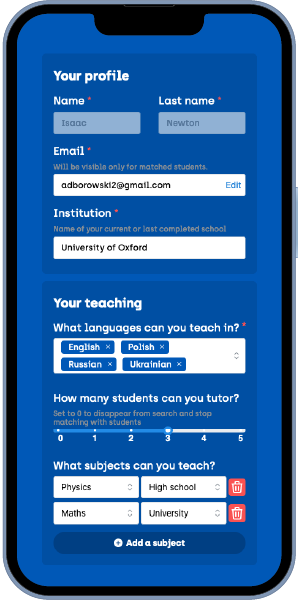 Your profile
Name *
Last name *
Isaac
Newton
Email *
Will be visible only for matched students.
adborowski2@gmail.com
Edit
Institution *
Name of your current or last completed school
University of Oxford
Your teaching
What languages can you teach in? *
English ×
Polish ×
Russian ×
Ukrainian ×
How many students can you tutor?
Set to 0 to disappear from search and stop
matching with students
0 1 2 3 4 5
What subjects can you teach?
Physics
High school
Maths
University
Add a subject